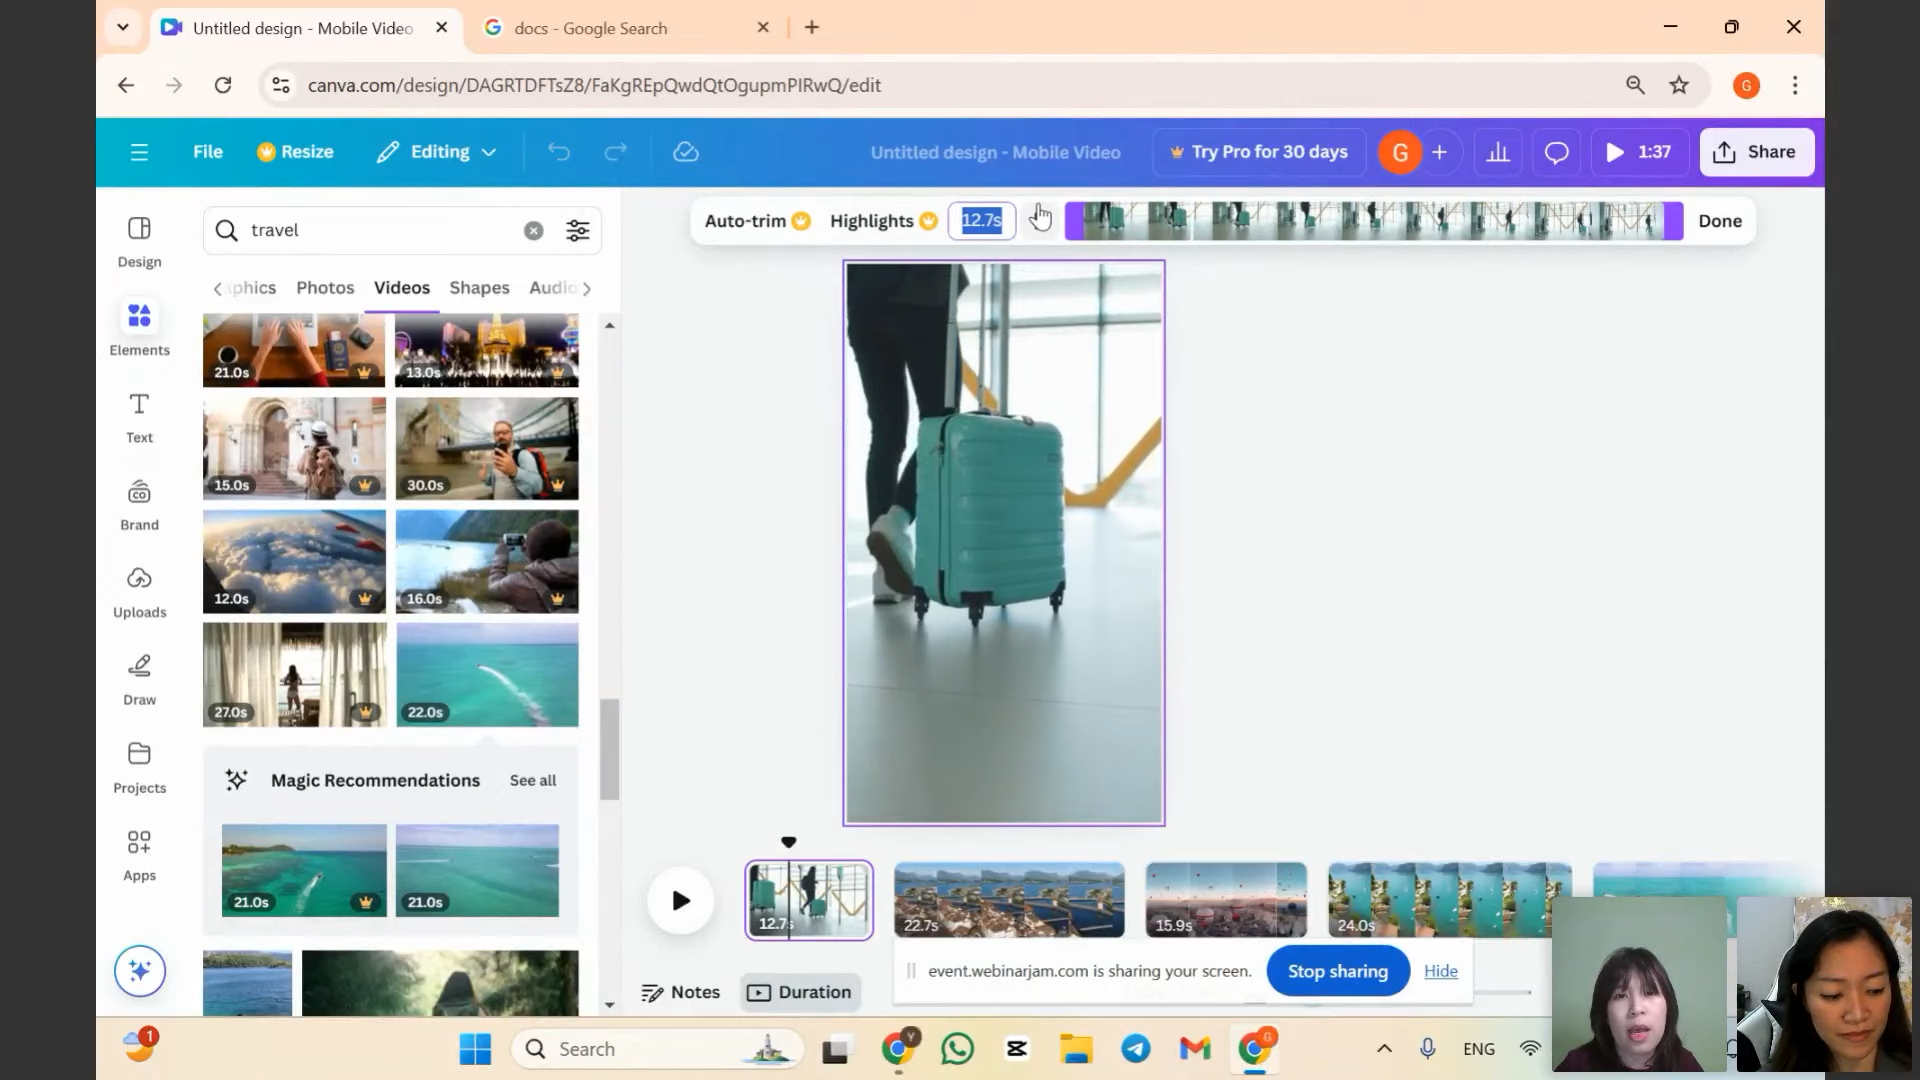 Untitled design - Mobile Video
docs - Google Search
canva.com/design/DAGRTDFTsZ8/FaKgREpQwdQtOgupmPIRwQ/edit
G
File
Resize
Editing
Untitled design - Mobile Video
Try Pro for 30 days
G
1:37
Share
Design
Elements
Text
Brand
Uploads
Draw
Projects
Apps
travel
aphics
Photos
Videos
Shapes
Audio
21.0s
13.0s
15.0s
30.0s
12.0s
16.0s
27.0s
22.0s
Magic Recommendations
See all
21.0s
21.0s
Auto-trim
Highlights
12.7s
Done
12.7s
22.7s
15.9s
24.0s
Notes
Duration
event.webinarjam.com is sharing your screen.
Stop sharing
Hide
1
Search
Y
G
ENG